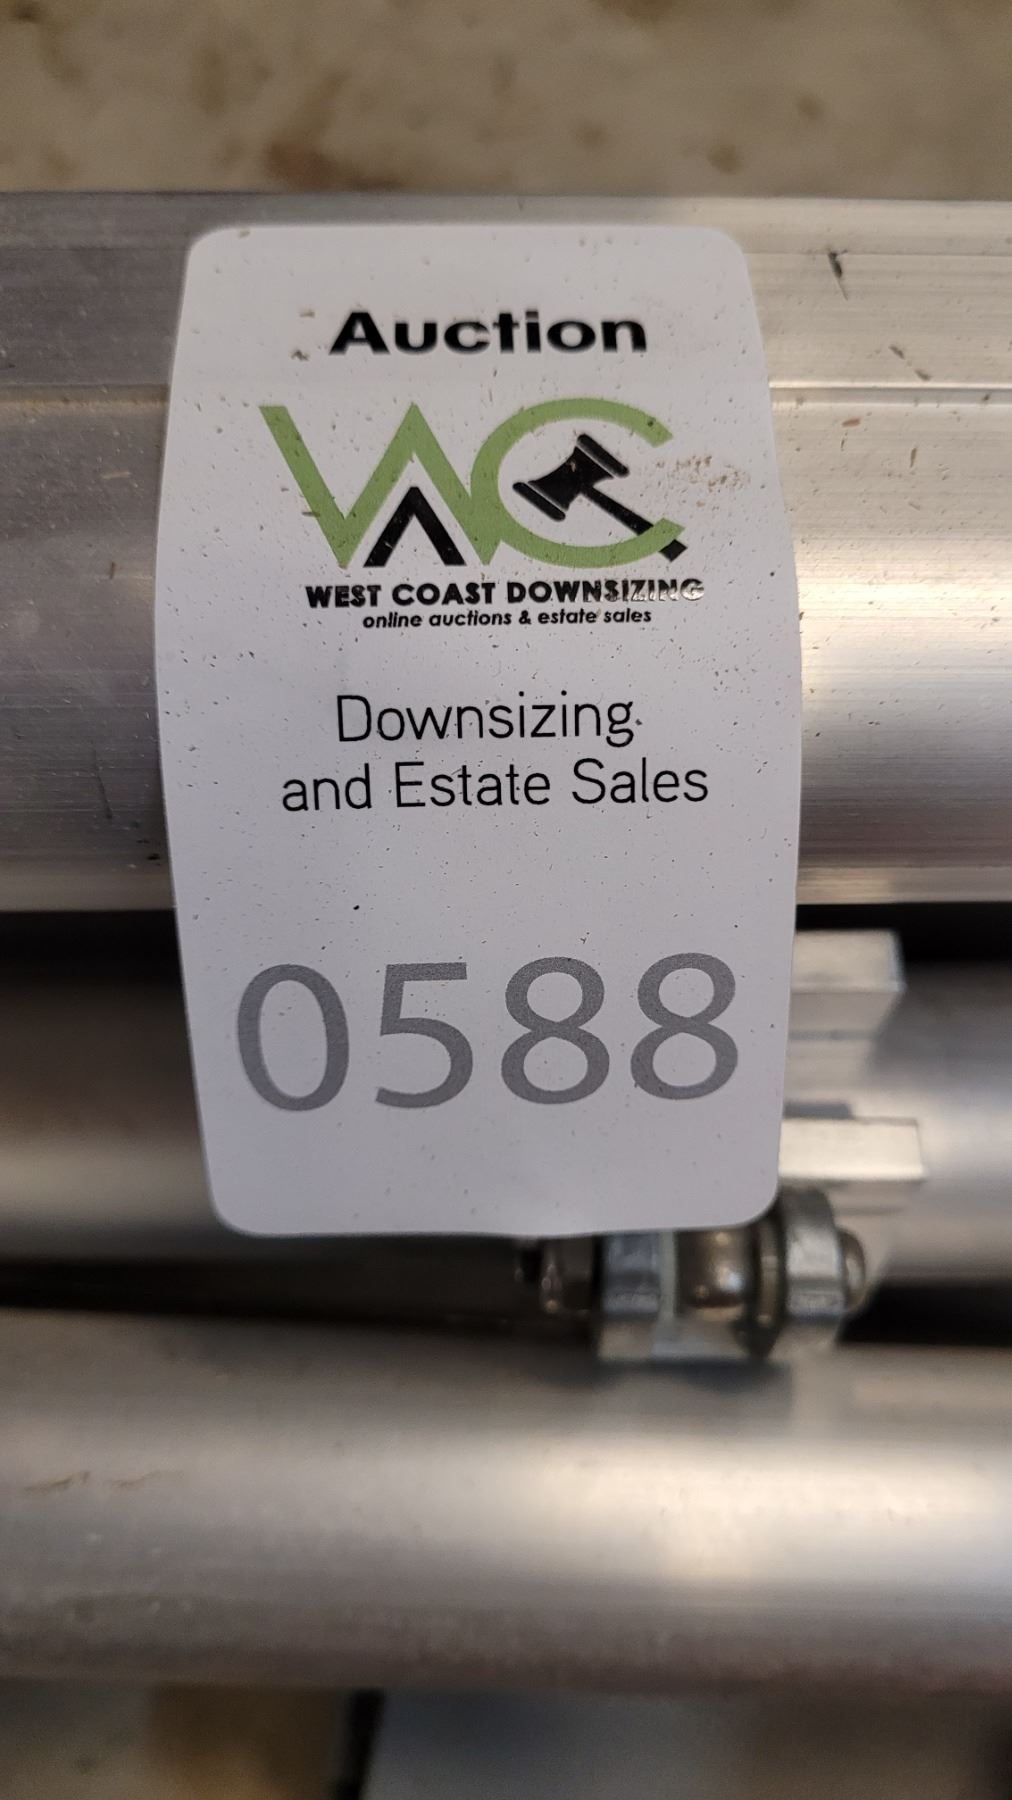 Auction
WC
WEST COAST DOWNSIZING
online auctions & estate sales
Downsizing
and Estate Sales
0588